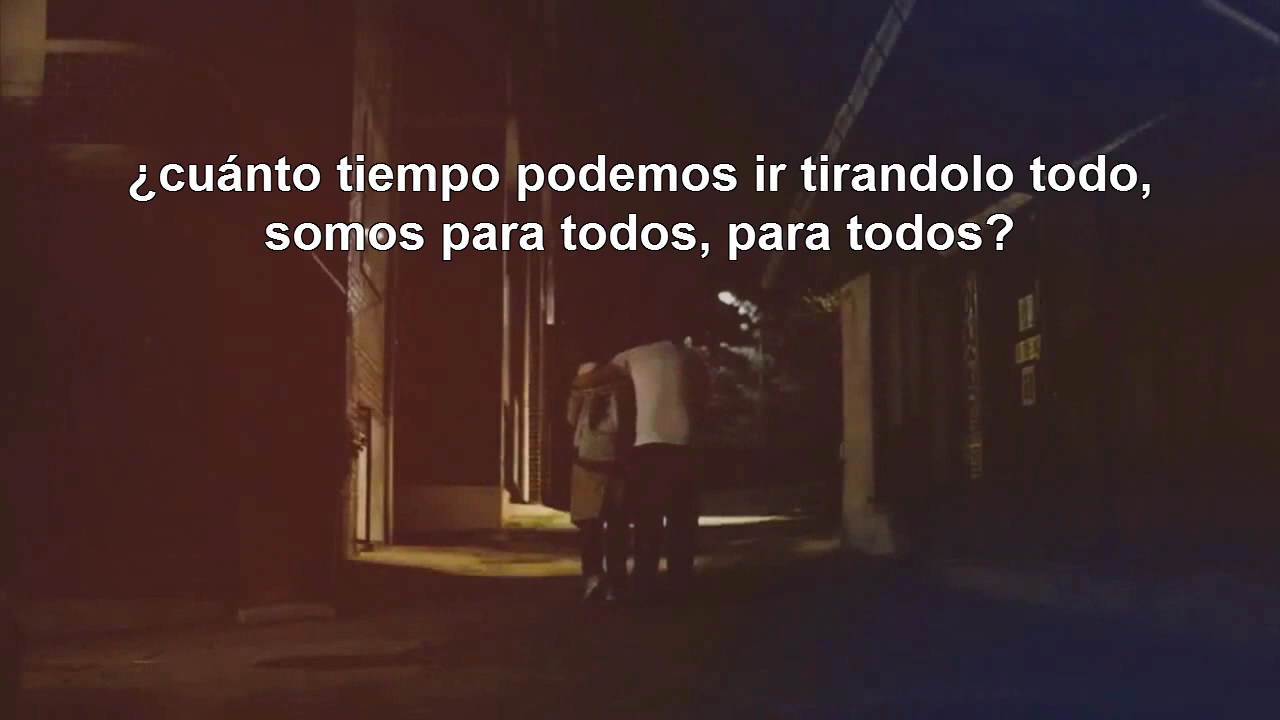 ¿cuánto tiempo podemos ir tirandolo todo,
somos para todos, para todos?